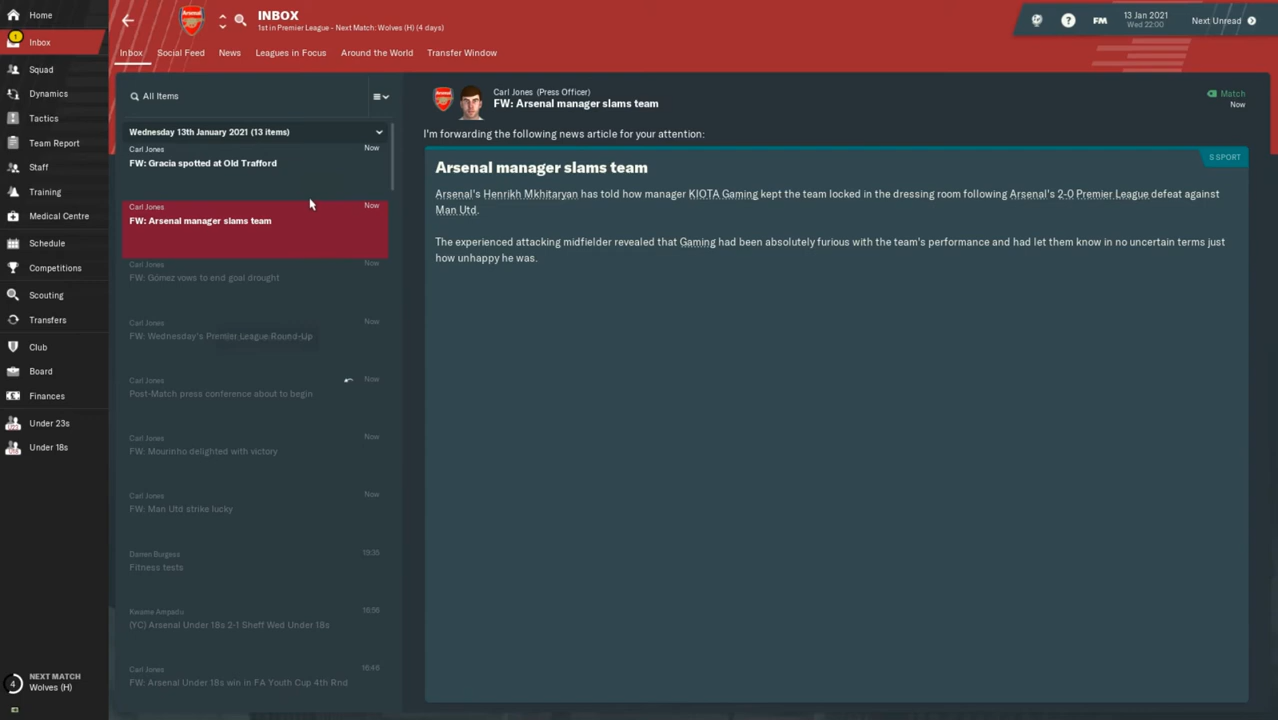 Home
1
Inbox
Squad
Dynamics
Tactics
Team Report
Staff
Training
Medical Centre
Schedule
Competitions
Scouting
Transfers
Club
Board
Finances
Under 23s
Under 18s
4
NEXT MATCH
Wolves (H)
INBOX
1st in Premier League - Next Match: Wolves (H) (4 days)
? FM 13 Jan 2021
Wed 22:00
Next Unread
Inbox Social Feed News Leagues in Focus Around the World Transfer Window
All Items
Wednesday 13th January 2021 (13 items)
Carl Jones Now
FW: Gracia spotted at Old Trafford
Carl Jones Now
FW: Arsenal manager slams team
Carl Jones Now
FW: Gómez vows to end goal drought
Carl Jones Now
FW: Wednesday's Premier League Round-Up
Carl Jones Now
Post-Match press conference about to begin
Carl Jones Now
FW: Mourinho delighted with victory
Carl Jones Now
FW: Man Utd strike lucky
Darren Burgess 19:35
Fitness tests
Kwame Ampadu 16:56
(YC) Arsenal Under 18s 2-1 Sheff Wed Under 18s
Carl Jones 16:46
FW: Arsenal Under 18s win in FA Youth Cup 4th Rnd
Carl Jones (Press Officer)
FW: Arsenal manager slams team
Match
Now
I'm forwarding the following news article for your attention:
S SPORT
Arsenal manager slams team
Arsenal's Henrikh Mkhitaryan has told how manager KIOTA Gaming kept the team locked in the dressing room following Arsenal's 2-0 Premier League defeat against
Man Utd.
The experienced attacking midfielder revealed that Gaming had been absolutely furious with the team's performance and had let them know in no uncertain terms just
how unhappy he was.